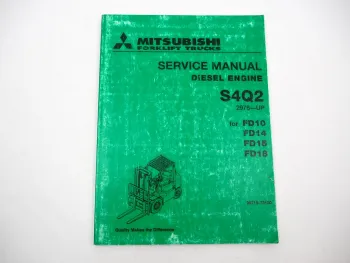 MITSUBISHI
FORKLIFT TRUCKS
SERVICE MANUAL
DIESEL ENGINE
S4Q2
for FD10
FD14
FD15
FD18